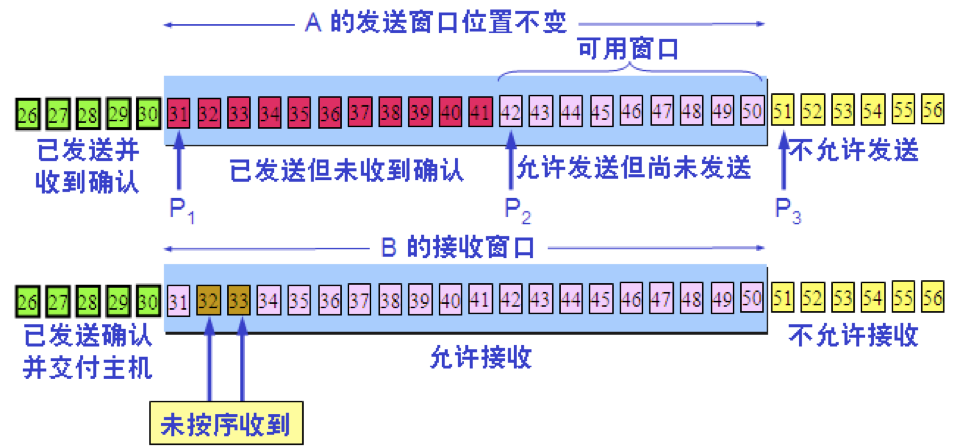 A 的发送窗口位置不变
可用窗口
26 27 28 29 30 31 32 33 34 35 36 37 38 39 40 41 42 43 44 45 46 47 48 49 50 51 52 53 54 55 56
已发送并
收到确认
已发送但未收到确认
允许发送但尚未发送
不允许发送
P1
P2
P3
B 的接收窗口
26 27 28 29 30 31 32 33 34 35 36 37 38 39 40 41 42 43 44 45 46 47 48 49 50 51 52 53 54 55 56
已发送确认
并交付主机
允许接收
不允许接收
未按序收到